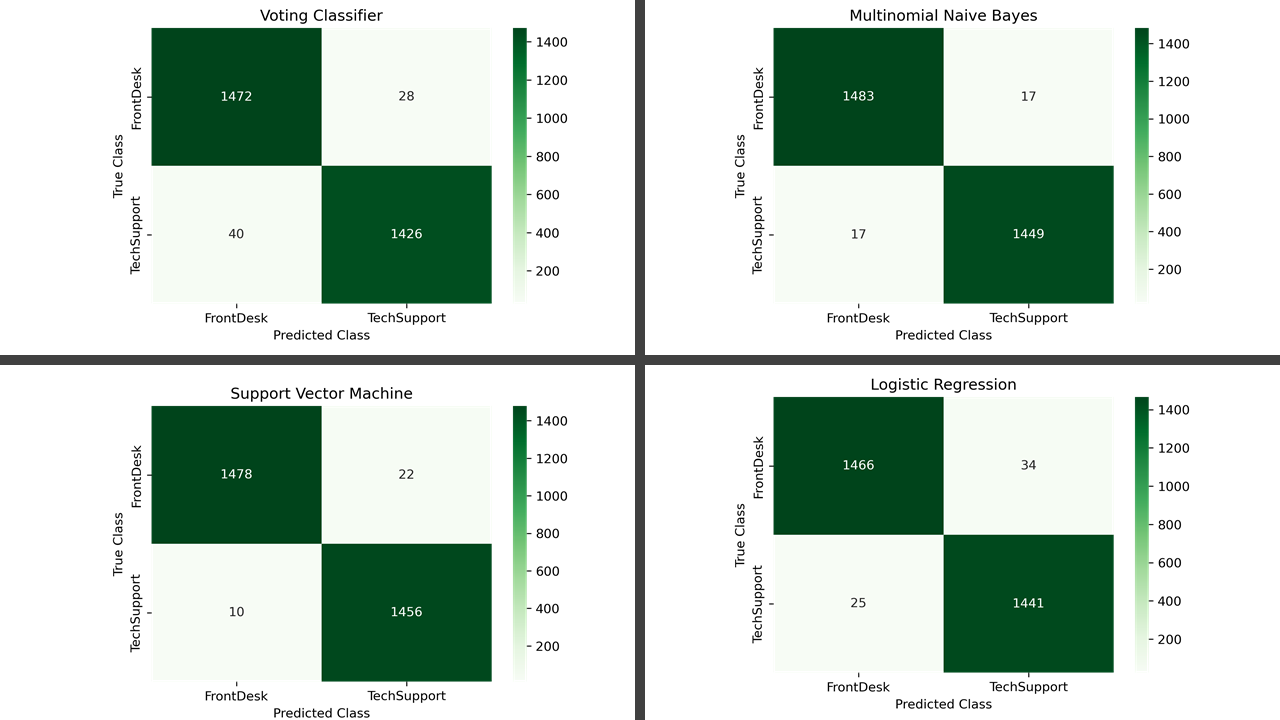 Voting Classifier
FrontDesk
TechSupport
True Class
1472
28
40
1426
FrontDesk
TechSupport
Predicted Class
1400
1200
1000
800
600
400
200
Multinomial Naive Bayes
FrontDesk
TechSupport
True Class
1483
17
17
1449
FrontDesk
TechSupport
Predicted Class
1400
1200
1000
800
600
400
200
Support Vector Machine
FrontDesk
TechSupport
True Class
1478
22
10
1456
FrontDesk
TechSupport
Predicted Class
1400
1200
1000
800
600
400
200
Logistic Regression
FrontDesk
TechSupport
True Class
1466
34
25
1441
FrontDesk
TechSupport
Predicted Class
1400
1200
1000
800
600
400
200